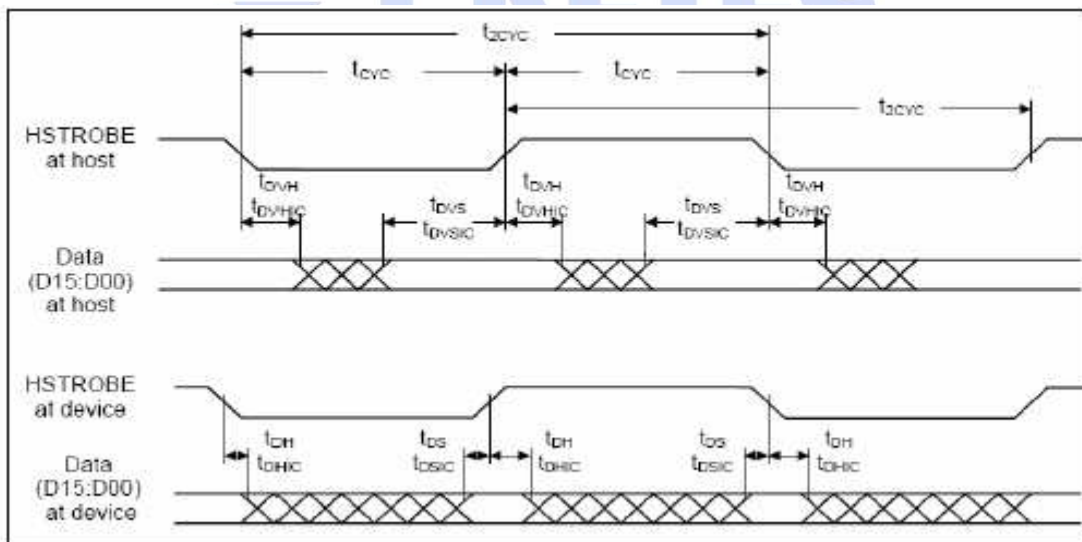 t2CYC
tCYC tCYC
t2CYC
HSTROBE
at host
tDVH tDVH tDVH
tDVHIC tDVS tDVHIC tDVS tDVHIC
tDVSIC tDVSIC
Data
(D15:D00)
at host
HSTROBE
at device
tDH tDS tDH tDS tDH
tDHIC tDSIC tDHIC tDSIC tDHIC
Data
(D15:D00)
at device